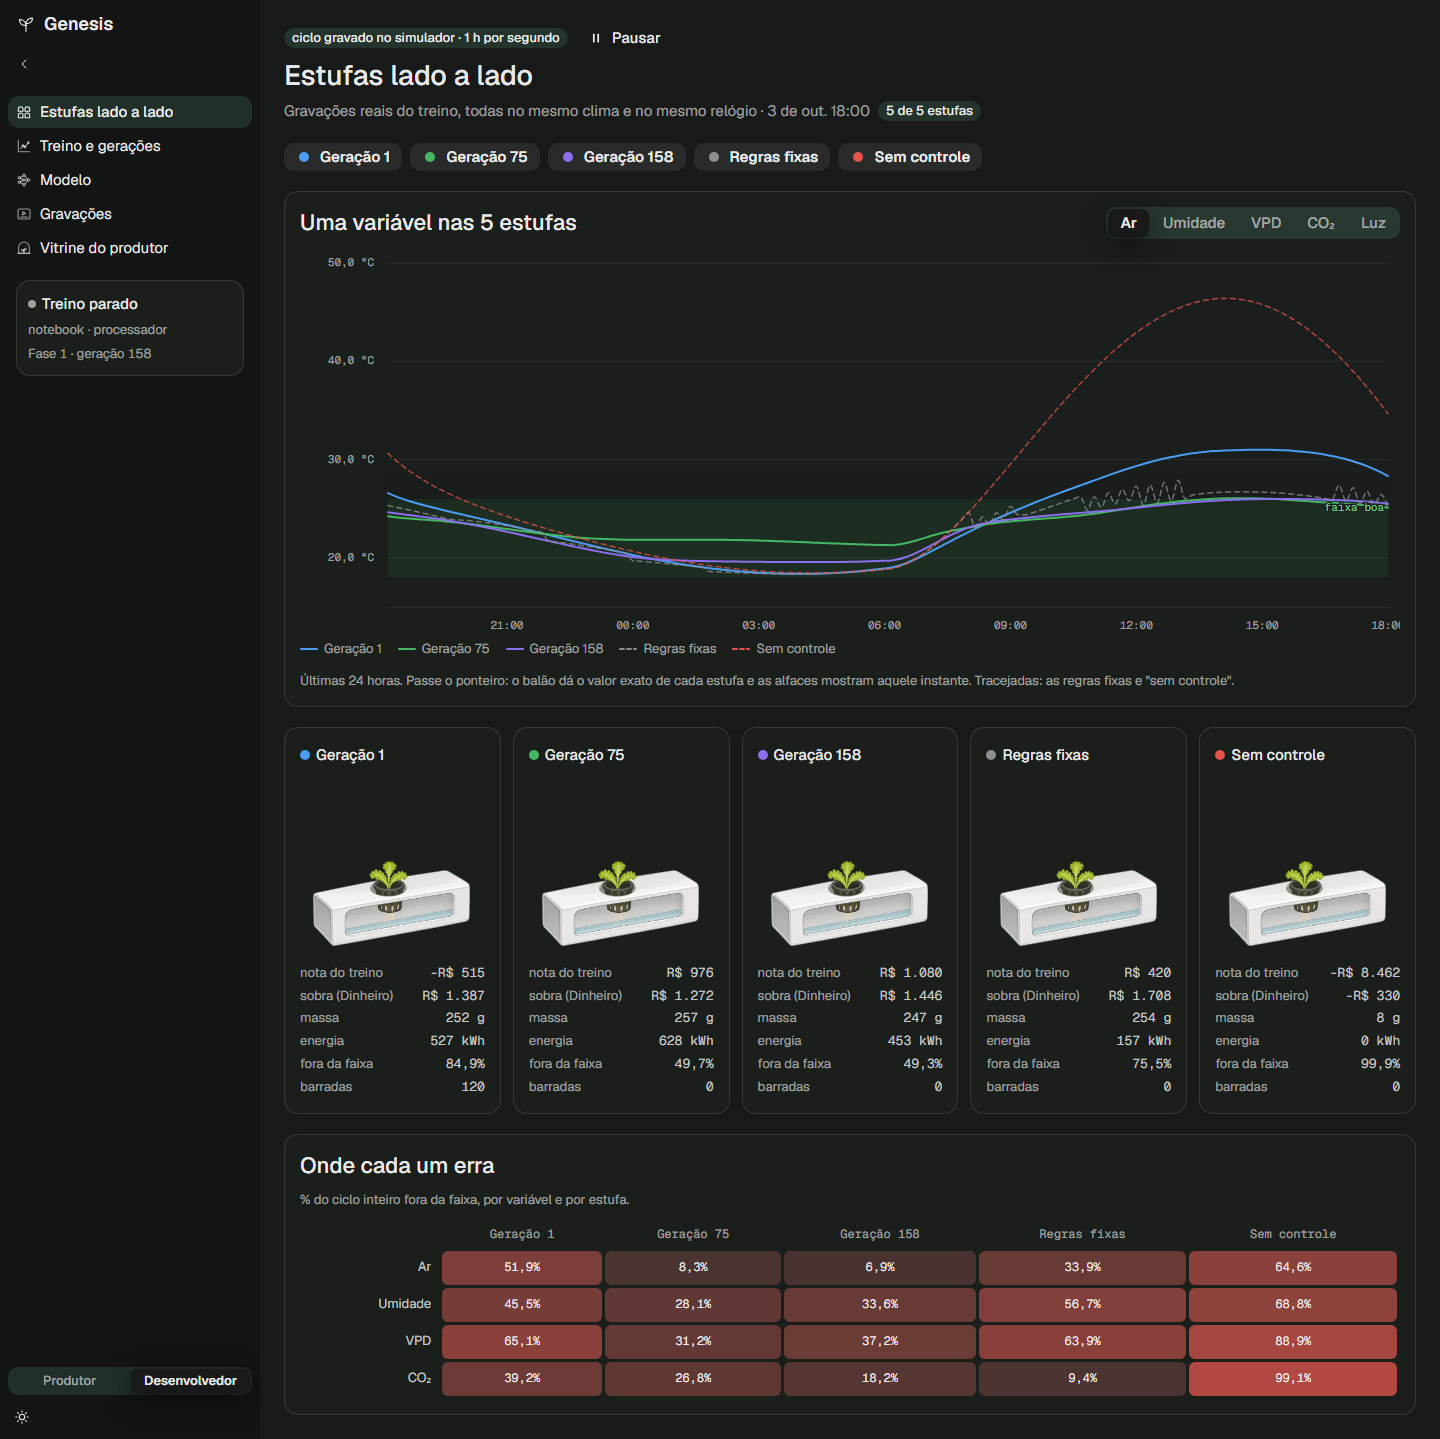 Genesis
Estufas lado a lado
Treino e gerações
Modelo
Gravações
Vitrine do produtor
Treino parado
notebook · processador
Fase 1 · geração 158
Produtor
Desenvolvedor
ciclo gravado no simulador · 1 h por segundo
Pausar
Estufas lado a lado
Gravações reais do treino, todas no mesmo clima e no mesmo relógio · 3 de out. 18:00
5 de 5 estufas
Geração 1
Geração 75
Geração 158
Regras fixas
Sem controle
Uma variável nas 5 estufas
Ar
Umidade
VPD
CO₂
Luz
50,0 °C
40,0 °C
30,0 °C
20,0 °C
faixa boa
21:00 00:00 03:00 06:00 09:00 12:00 15:00 18:00
Geração 1 Geração 75 Geração 158 Regras fixas Sem controle
Últimas 24 horas. Passe o ponteiro: o balão dá o valor exato de cada estufa e as alfaces mostram aquele instante. Tracejadas: as regras fixas e "sem controle".
Geração 1
nota do treino -R$ 515
sobra (Dinheiro) R$ 1.387
massa 252 g
energia 527 kWh
fora da faixa 84,9%
barradas 120
Geração 75
nota do treino R$ 976
sobra (Dinheiro) R$ 1.272
massa 257 g
energia 628 kWh
fora da faixa 49,7%
barradas 0
Geração 158
nota do treino R$ 1.080
sobra (Dinheiro) R$ 1.446
massa 247 g
energia 453 kWh
fora da faixa 49,3%
barradas 0
Regras fixas
nota do treino R$ 420
sobra (Dinheiro) R$ 1.708
massa 254 g
energia 157 kWh
fora da faixa 75,5%
barradas 0
Sem controle
nota do treino -R$ 8.462
sobra (Dinheiro) -R$ 330
massa 8 g
energia 0 kWh
fora da faixa 99,9%
barradas 0
Onde cada um erra
% do ciclo inteiro fora da faixa, por variável e por estufa.
Geração 1 Geração 75 Geração 158 Regras fixas Sem controle
Ar 51,9% 8,3% 6,9% 33,9% 64,6%
Umidade 45,5% 28,1% 33,6% 56,7% 68,8%
VPD 65,1% 31,2% 37,2% 63,9% 88,9%
CO₂ 39,2% 26,8% 18,2% 9,4% 99,1%